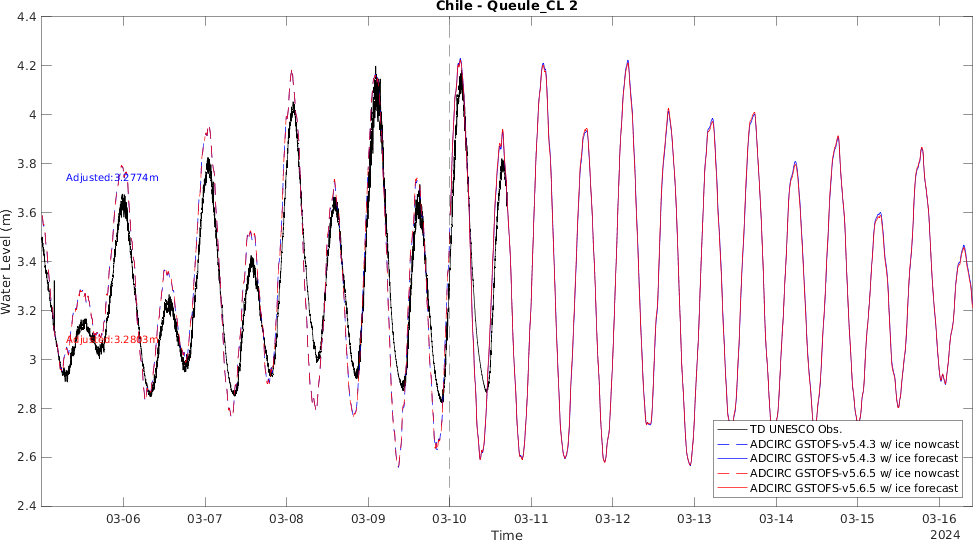 Chile - Queule_CL 2
4.4
4.2
4
3.8
3.6
3.4
3.2
3
2.8
2.6
2.4
Water Level (m)
Adjusted:3.2774m
Adjusted:3.2803m
TD UNESCO Obs.
ADCIRC GSTOFS-v5.4.3 w/ ice nowcast
ADCIRC GSTOFS-v5.4.3 w/ ice forecast
ADCIRC GSTOFS-v5.6.5 w/ ice nowcast
ADCIRC GSTOFS-v5.6.5 w/ ice forecast
03-06 03-07 03-08 03-09 03-10 03-11 03-12 03-13 03-14 03-15 03-16
2024
Time